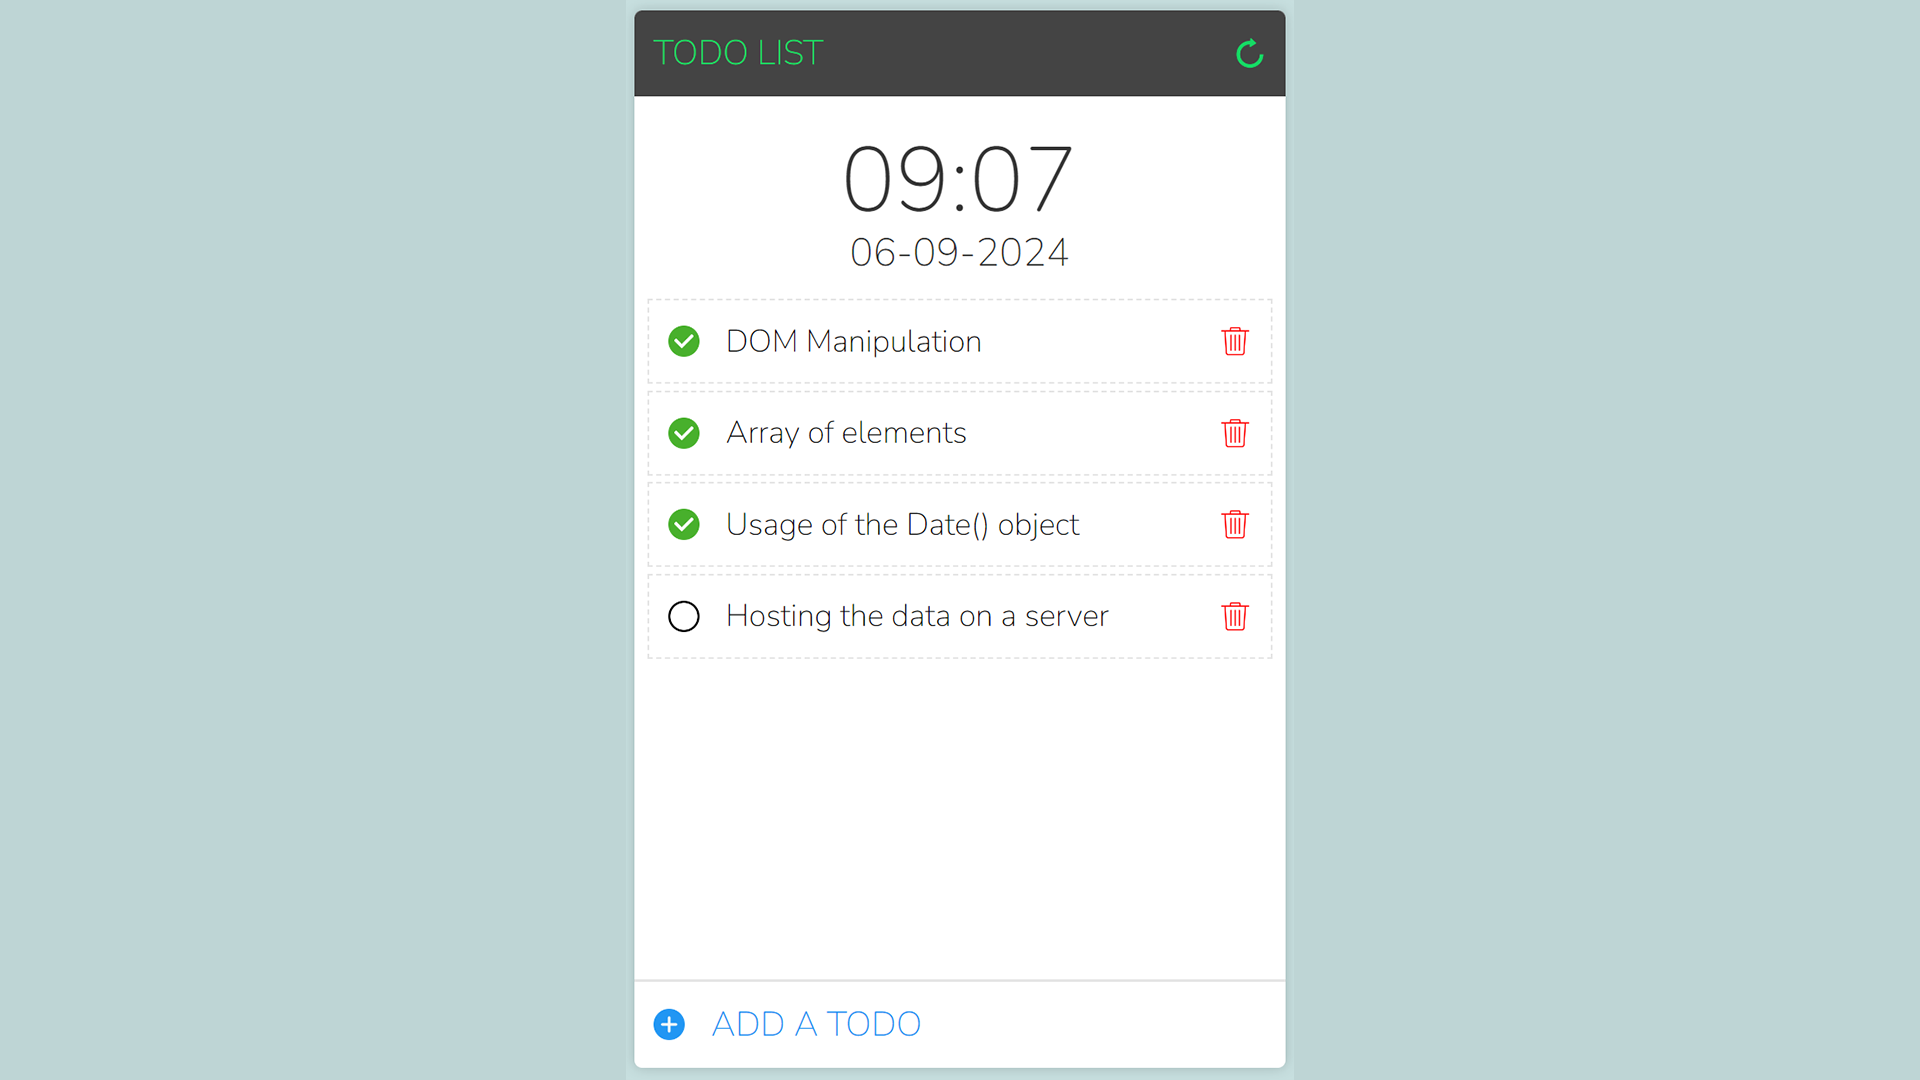 TODO LIST
09:07
06-09-2024
DOM Manipulation
Array of elements
Usage of the Date() object
Hosting the data on a server
ADD A TODO